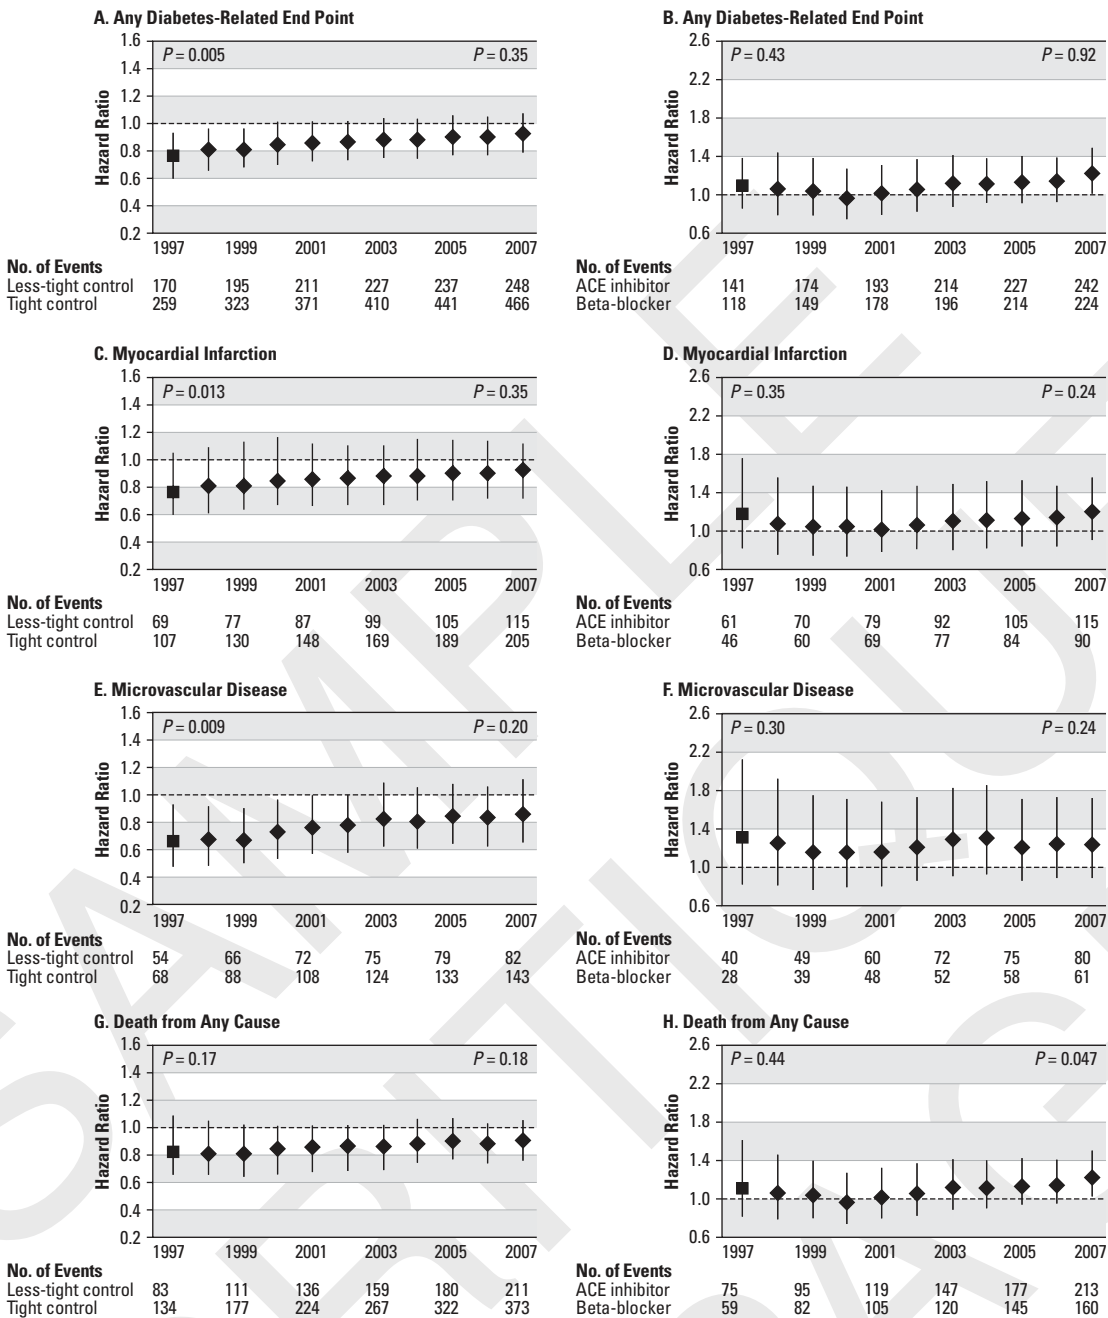 A. Any Diabetes-Related End Point
1.6
1.4
1.2
1.0
0.8
0.6
0.4
0.2
Hazard Ratio
P = 0.005
P = 0.35
1997 1999 2001 2003 2005 2007
No. of Events
Less-tight control 170 195 211 227 237 248
Tight control 259 323 371 410 441 466
B. Any Diabetes-Related End Point
2.6
2.2
1.8
1.4
1.0
0.6
Hazard Ratio
P = 0.43
P = 0.92
1997 1999 2001 2003 2005 2007
No. of Events
ACE inhibitor 141 174 193 214 227 242
Beta-blocker 118 149 178 196 214 224
C. Myocardial Infarction
1.6
1.4
1.2
1.0
0.8
0.6
0.4
0.2
Hazard Ratio
P = 0.013
P = 0.35
1997 1999 2001 2003 2005 2007
No. of Events
Less-tight control 69 77 87 99 105 115
Tight control 107 130 148 169 189 205
D. Myocardial Infarction
2.6
2.2
1.8
1.4
1.0
0.6
Hazard Ratio
P = 0.35
P = 0.24
1997 1999 2001 2003 2005 2007
No. of Events
ACE inhibitor 61 70 79 92 105 115
Beta-blocker 46 60 69 77 84 90
E. Microvascular Disease
1.6
1.4
1.2
1.0
0.8
0.6
0.4
0.2
Hazard Ratio
P = 0.009
P = 0.20
1997 1999 2001 2003 2005 2007
No. of Events
Less-tight control 54 66 72 75 79 82
Tight control 68 88 108 124 133 143
F. Microvascular Disease
2.6
2.2
1.8
1.4
1.0
0.6
Hazard Ratio
P = 0.30
P = 0.24
1997 1999 2001 2003 2005 2007
No. of Events
ACE inhibitor 40 49 60 72 75 80
Beta-blocker 28 39 48 52 58 61
G. Death from Any Cause
1.6
1.4
1.2
1.0
0.8
0.6
0.4
0.2
Hazard Ratio
P = 0.17
P = 0.18
1997 1999 2001 2003 2005 2007
No. of Events
Less-tight control 83 111 136 159 180 211
Tight control 134 177 224 267 322 373
H. Death from Any Cause
2.6
2.2
1.8
1.4
1.0
0.6
Hazard Ratio
P = 0.44
P = 0.047
1997 1999 2001 2003 2005 2007
No. of Events
ACE inhibitor 75 95 119 147 177 213
Beta-blocker 59 82 105 120 145 160
SAMPLE